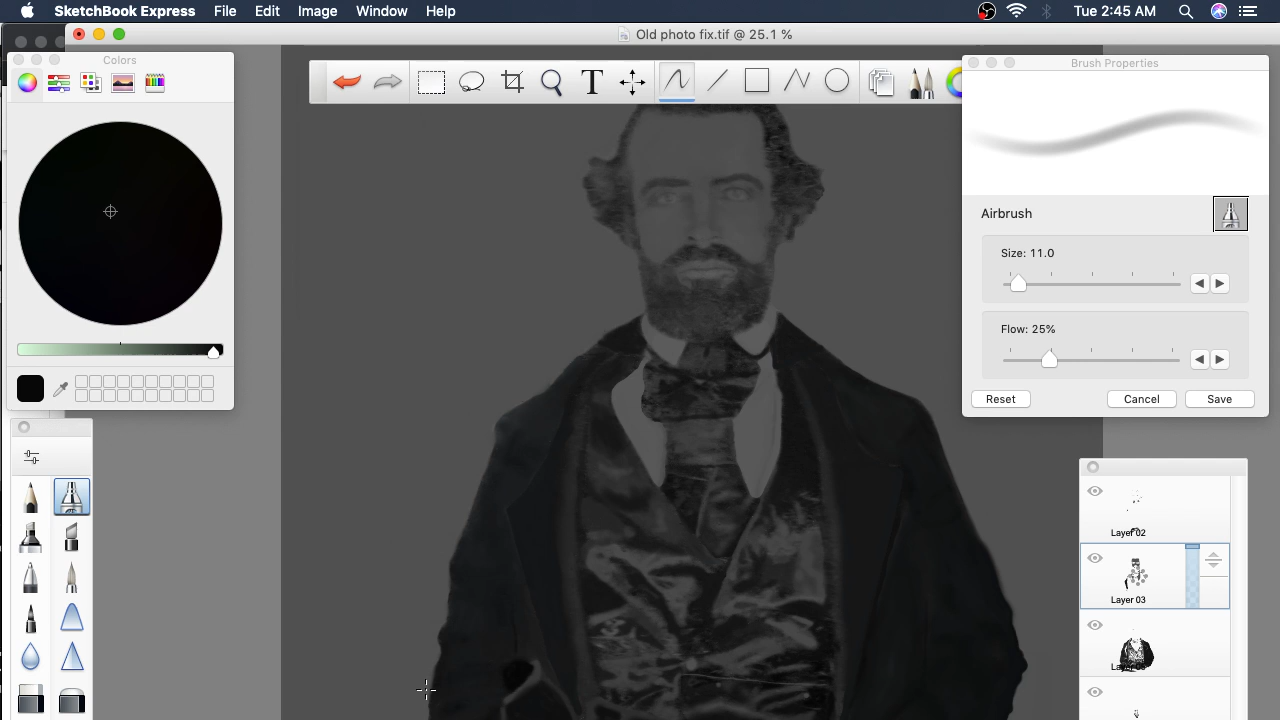 SketchBook Express File Edit Image Window Help Tue 2:45 AM
Old photo fix.tif @ 25.1 %
Colors
Brush Properties
T
Airbrush
Size: 11.0
Flow: 25%
Reset Cancel Save
Layer 02
Layer 03